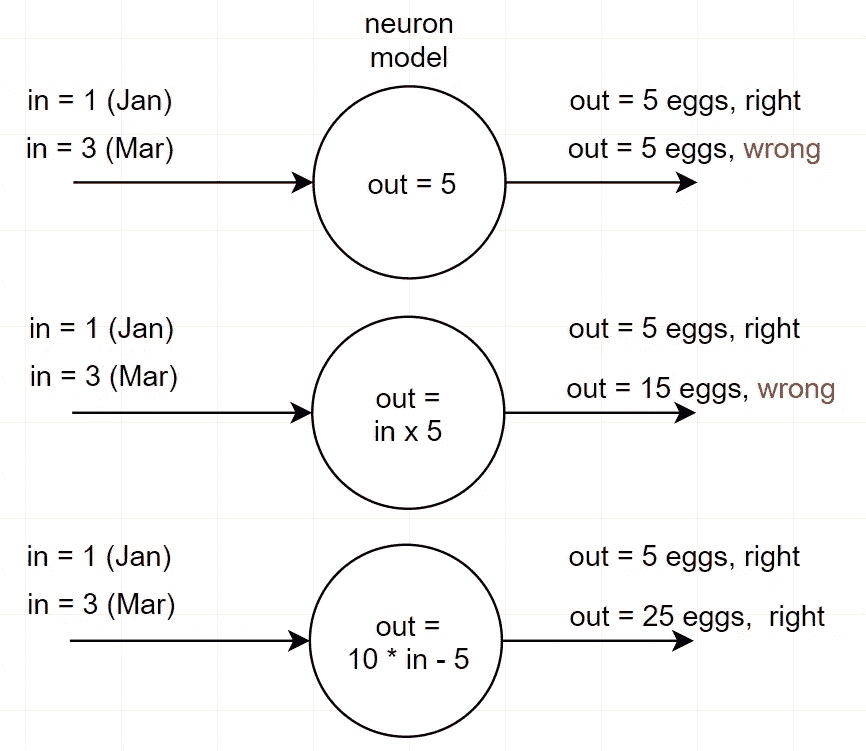 neuron
model
in = 1 (Jan)
in = 3 (Mar)
out = 5
out = 5 eggs, right
out = 5 eggs, wrong
in = 1 (Jan)
in = 3 (Mar)
out =
in x 5
out = 5 eggs, right
out = 15 eggs, wrong
in = 1 (Jan)
in = 3 (Mar)
out =
10 * in - 5
out = 5 eggs, right
out = 25 eggs,  right